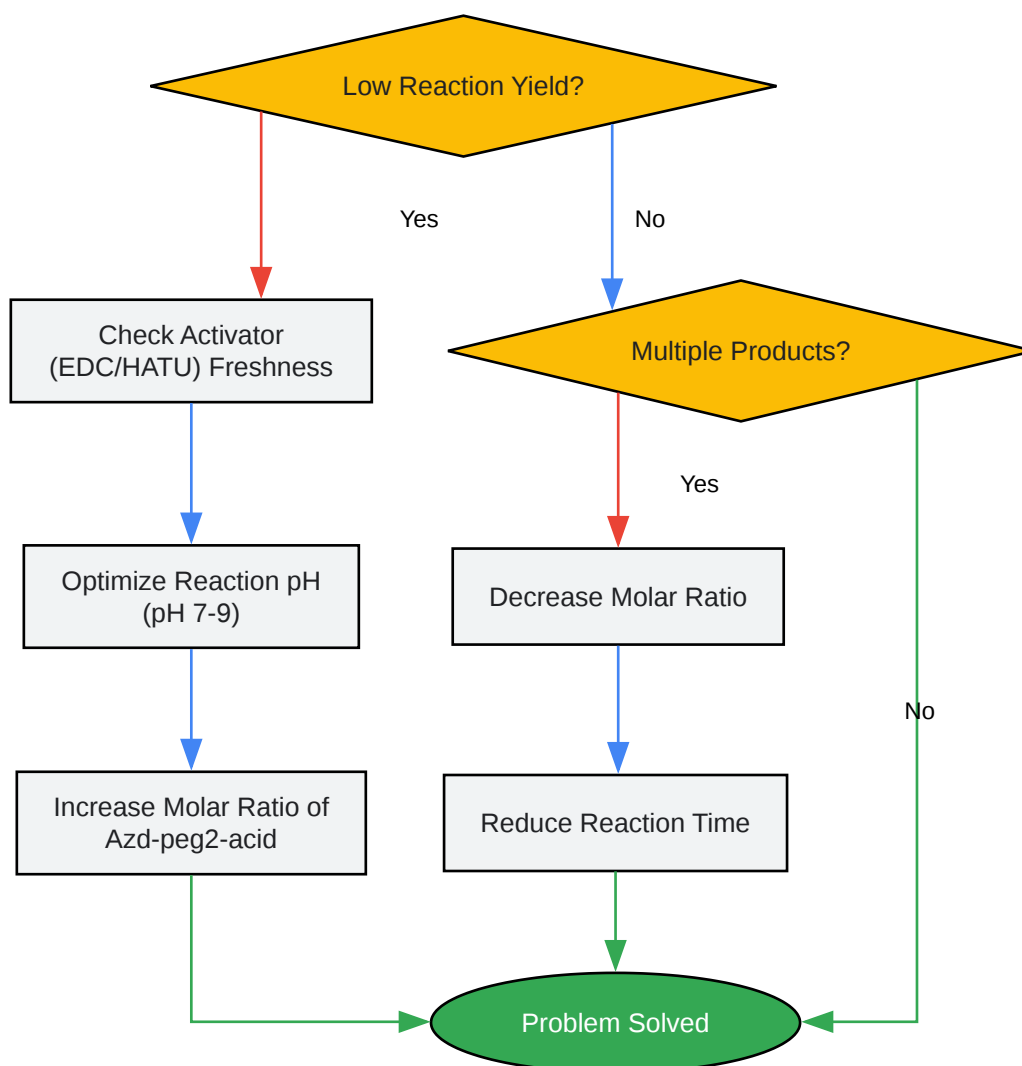 Low Reaction Yield?
Yes
No
Check Activator
(EDC/HATU) Freshness
Multiple Products?
Yes
Optimize Reaction pH
(pH 7-9)
Decrease Molar Ratio
No
Increase Molar Ratio of
Azd-peg2-acid
Reduce Reaction Time
Problem Solved